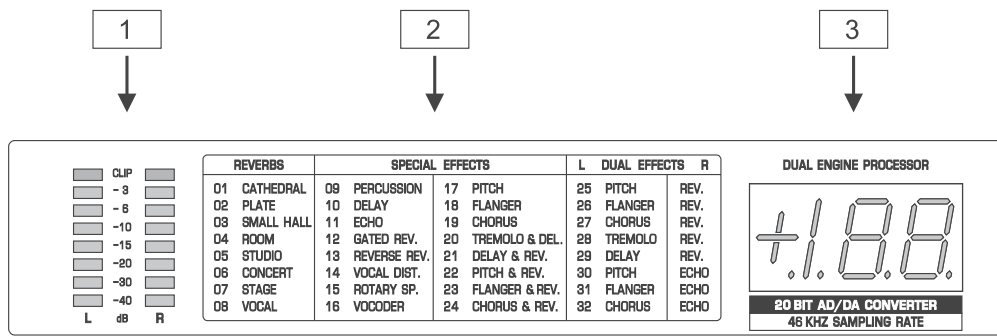 1 2 3
REVERBS SPECIAL EFFECTS L DUAL EFFECTS R DUAL ENGINE PROCESSOR
CLIP
- 3
- 6
-10
-15
-20
-30
-40
L dB R
01 CATHEDRAL 09 PERCUSSION 17 PITCH 25 PITCH REV.
02 PLATE 10 DELAY 18 FLANGER 26 FLANGER REV.
03 SMALL HALL 11 ECHO 19 CHORUS 27 CHORUS REV.
04 ROOM 12 GATED REV. 20 TREMOLO & DEL. 28 TREMOLO REV.
05 STUDIO 13 REVERSE REV. 21 DELAY & REV. 29 DELAY REV.
06 CONCERT 14 VOCAL DIST. 22 PITCH & REV. 30 PITCH ECHO
07 STAGE 15 ROTARY SP. 23 FLANGER & REV. 31 FLANGER ECHO
08 VOCAL 16 VOCODER 24 CHORUS & REV. 32 CHORUS ECHO
+188
20 BIT AD/DA CONVERTER
46 KHZ SAMPLING RATE